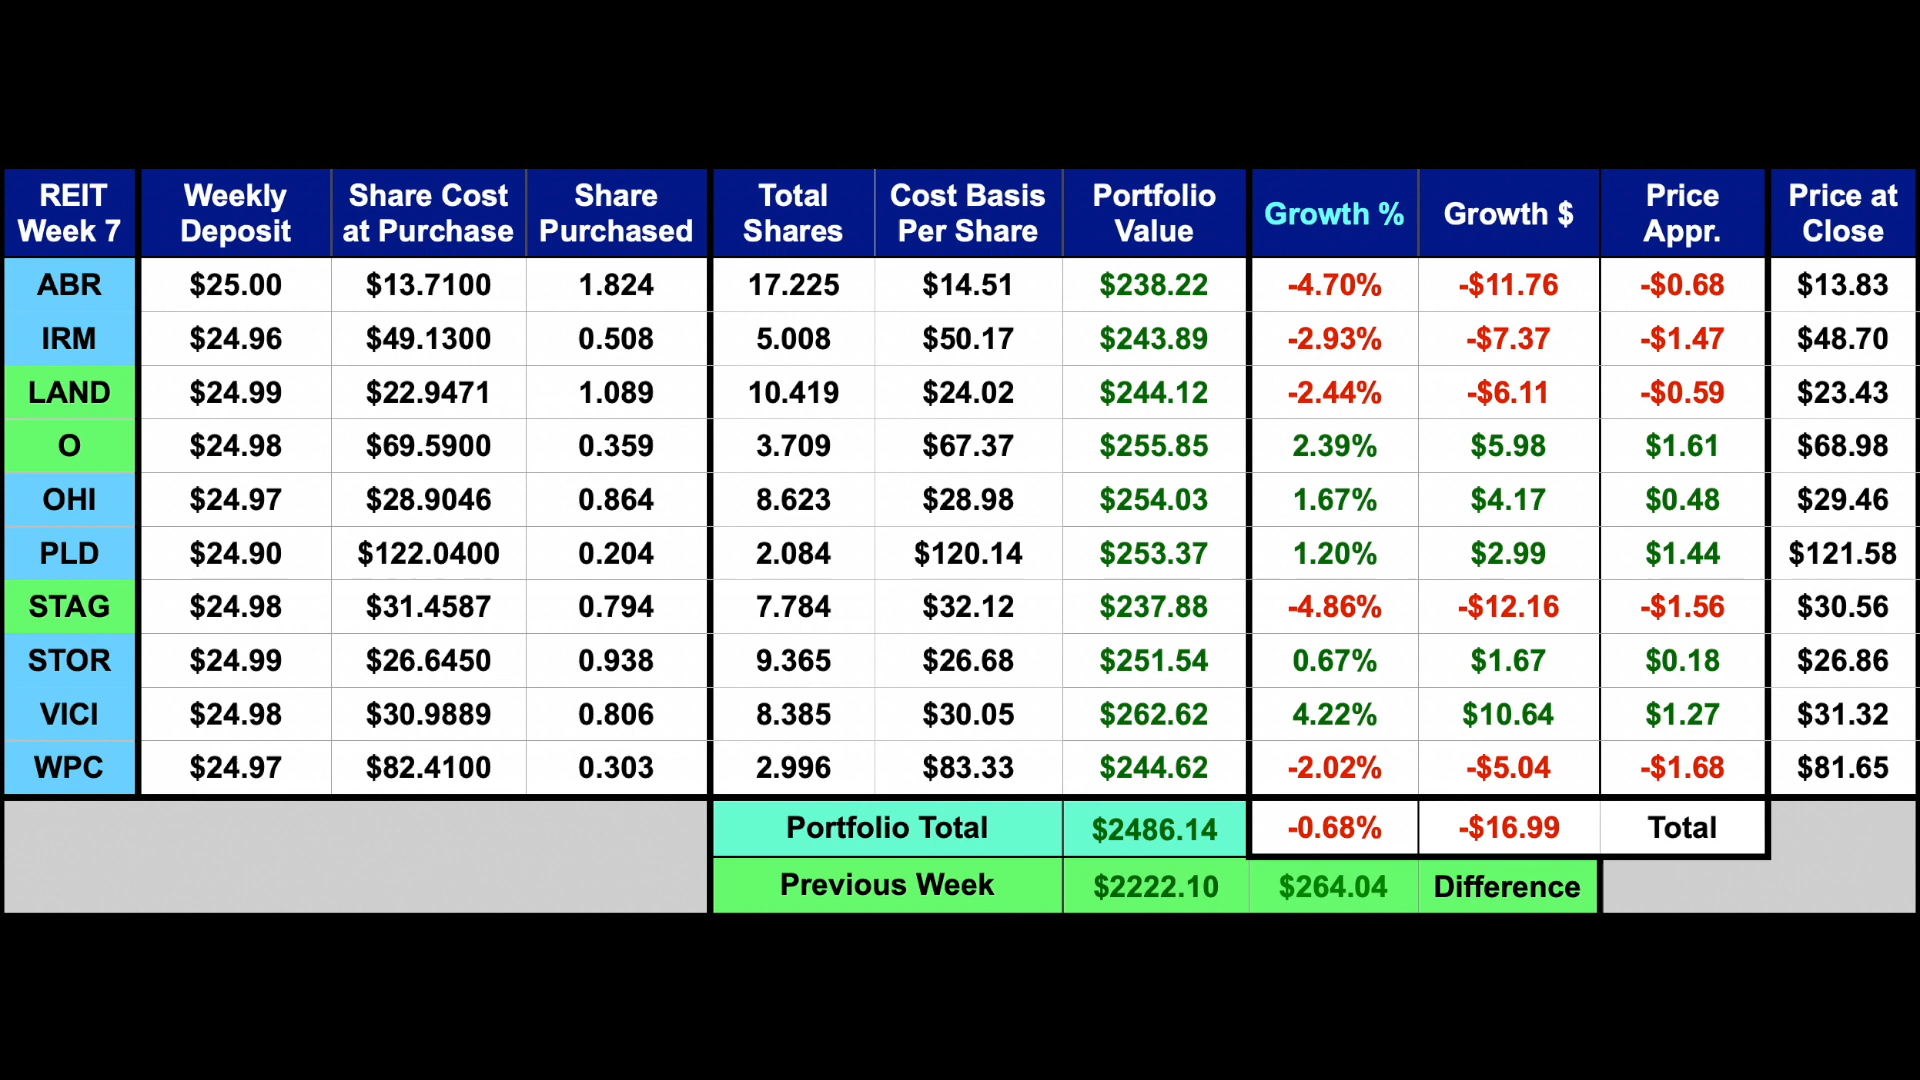 REIT Week 7 Weekly Deposit Share Cost at Purchase Share Purchased Total Shares Cost Basis Per Share Portfolio Value Growth % Growth $ Price Appr. Price at Close
ABR $25.00 $13.7100 1.824 17.225 $14.51 $238.22 -4.70% -$11.76 -$0.68 $13.83
IRM $24.96 $49.1300 0.508 5.008 $50.17 $243.89 -2.93% -$7.37 -$1.47 $48.70
LAND $24.99 $22.9471 1.089 10.419 $24.02 $244.12 -2.44% -$6.11 -$0.59 $23.43
O $24.98 $69.5900 0.359 3.709 $67.37 $255.85 2.39% $5.98 $1.61 $68.98
OHI $24.97 $28.9046 0.864 8.623 $28.98 $254.03 1.67% $4.17 $0.48 $29.46
PLD $24.90 $122.0400 0.204 2.084 $120.14 $253.37 1.20% $2.99 $1.44 $121.58
STAG $24.98 $31.4587 0.794 7.784 $32.12 $237.88 -4.86% -$12.16 -$1.56 $30.56
STOR $24.99 $26.6450 0.938 9.365 $26.68 $251.54 0.67% $1.67 $0.18 $26.86
VICI $24.98 $30.9889 0.806 8.385 $30.05 $262.62 4.22% $10.64 $1.27 $31.32
WPC $24.97 $82.4100 0.303 2.996 $83.33 $244.62 -2.02% -$5.04 -$1.68 $81.65
Portfolio Total $2486.14 -0.68% -$16.99 Total
Previous Week $2222.10 $264.04 Difference